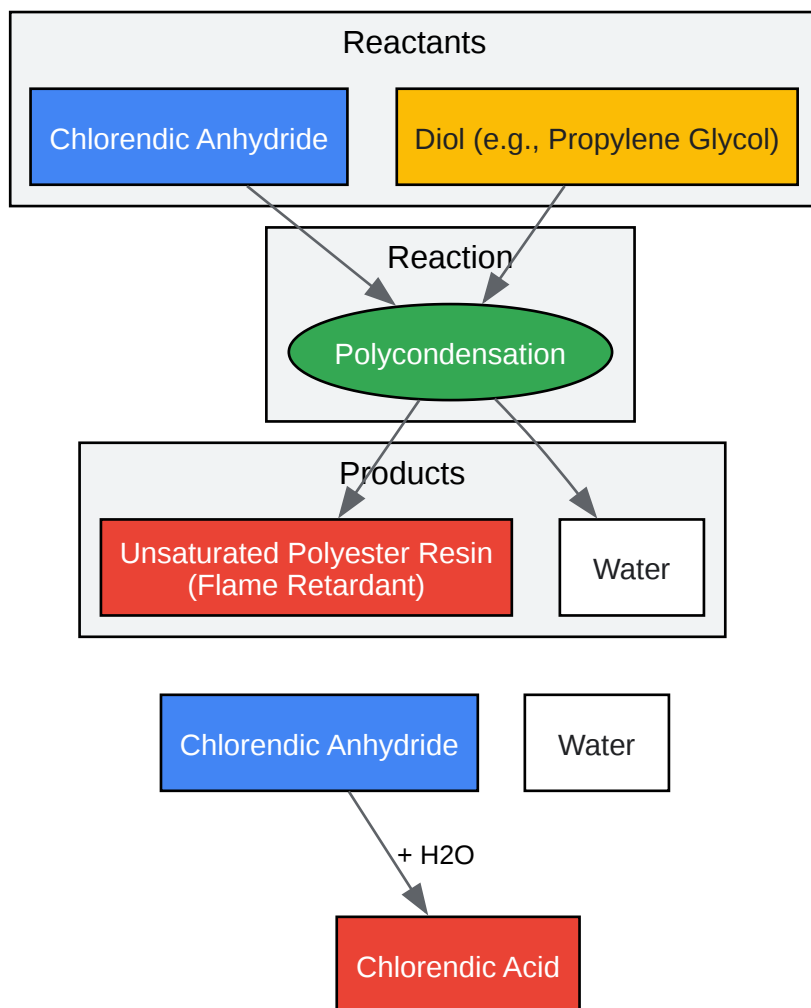 Reactants
Chlorendic Anhydride
Diol (e.g., Propylene Glycol)
Reaction
Polycondensation
Products
Unsaturated Polyester Resin
(Flame Retardant)
Water
Chlorendic Anhydride
Water
+ H2O
Chlorendic Acid